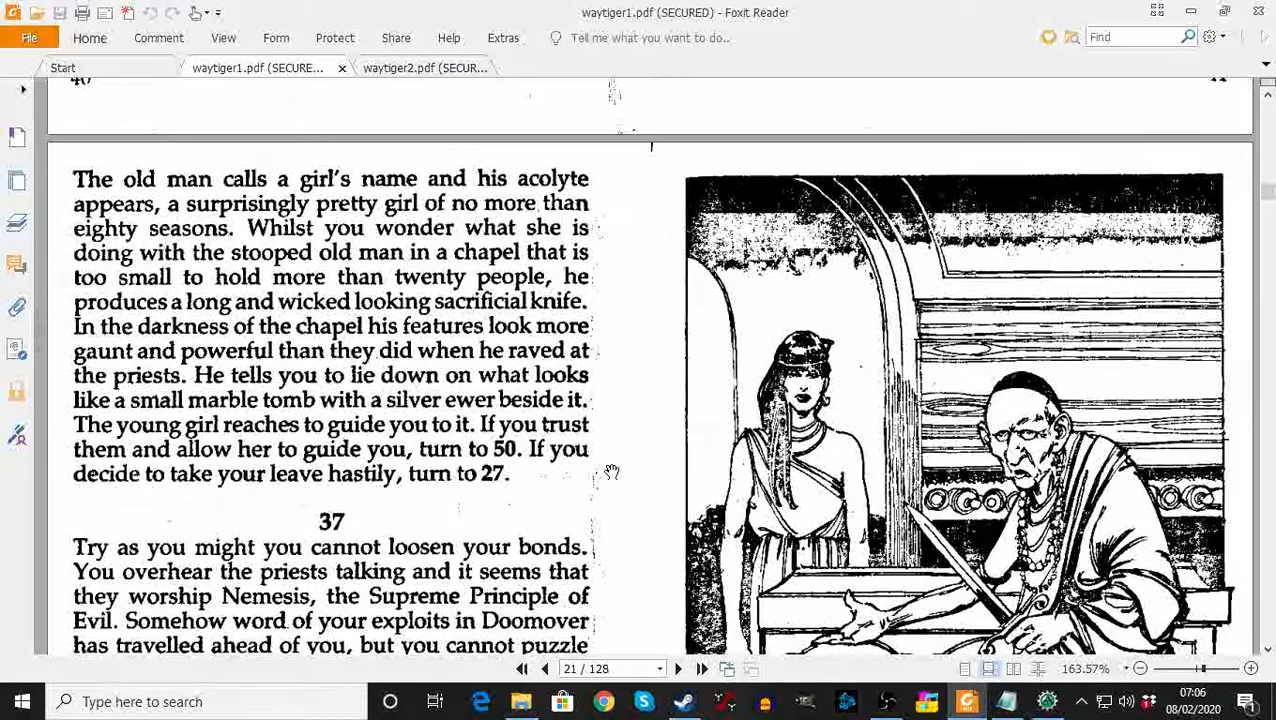 waytiger1.pdf (SECURED) - Foxit Reader
File Home Comment View Form Protect Share Help Extras Tell me what you want to do.. Find
Start waytiger1.pdf (SECURE... waytiger2.pdf (SECUR...
The old man calls a girl's name and his acolyte
appears, a surprisingly pretty girl of no more than
eighty seasons. Whilst you wonder what she is
doing with the stooped old man in a chapel that is
too small to hold more than twenty people, he
produces a long and wicked looking sacrificial knife.
In the darkness of the chapel his features look more
gaunt and powerful than they did when he raved at
the priests. He tells you to lie down on what looks
like a small marble tomb with a silver ewer beside it.
The young girl reaches to guide you to it. If you trust
them and allow her to guide you, turn to 50. If you
decide to take your leave hastily, turn to 27.
37
Try as you might you cannot loosen your bonds.
You overhear the priests talking and it seems that
they worship Nemesis, the Supreme Principle of
Evil. Somehow word of your exploits in Doomover
has travelled ahead of you, but you cannot puzzle
21 / 128 163.57%
Type here to search
07:06
08/02/2020